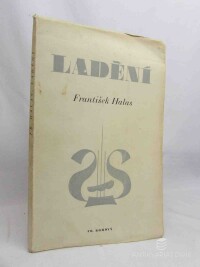 LADĚNÍ
František Halas
FR. BOROVÝ